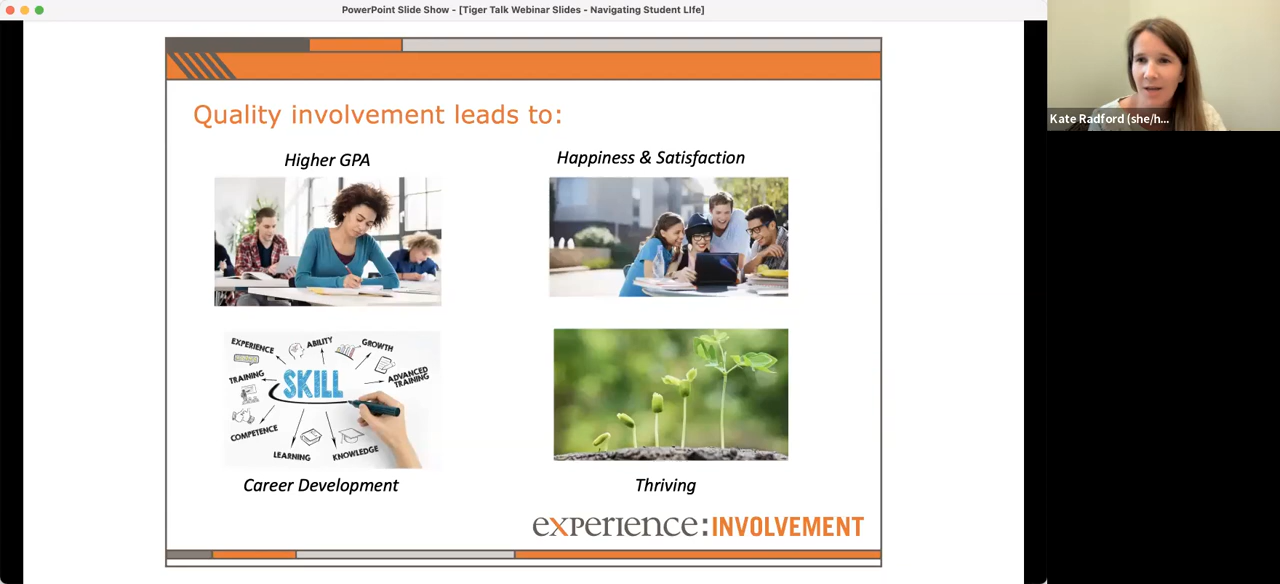 PowerPoint Slide Show - [Tiger Talk Webinar Slides - Navigating Student LIfe]
Kate Radford (she/h...
Quality involvement leads to:
Higher GPA
Happiness & Satisfaction
EXPERIENCE
ABILITY
GROWTH
TRAINING
SKILL
ADVANCED
TRAINING
COMPETENCE
LEARNING
KNOWLEDGE
Career Development
Thriving
experience:INVOLVEMENT